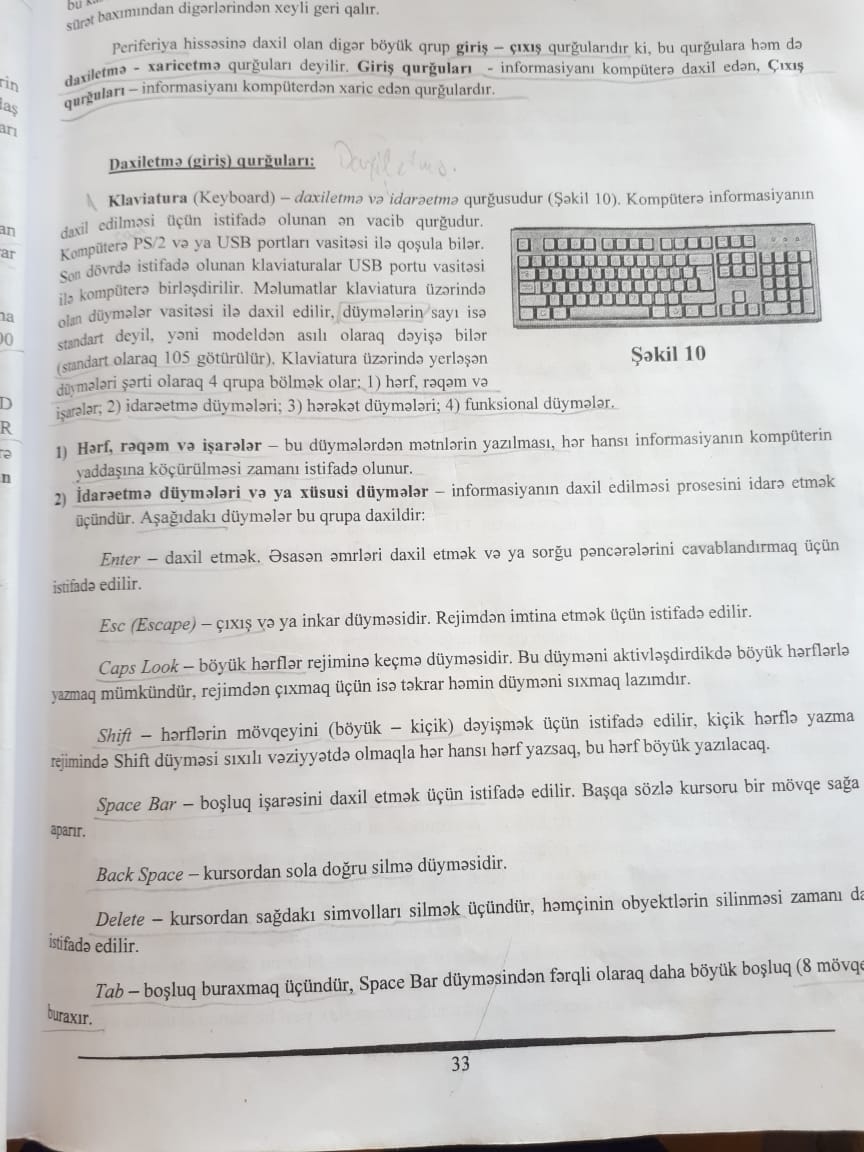 bu
sürət baxımından digərlərindən xeyli geri qalır.
Periferiya hissəsinə daxil olan digər böyük qrup giriş – çıxış qurğularıdır ki, bu qurğulara həm də
daxiletmə - xaricetmə qurğuları deyilir. Giriş qurğuları - informasiyanı kompüterə daxil edən, Çıxış
qurğuları – informasiyanı kompüterdən xaric edən qurğulardır.
Daxiletmə (giriş) qurğuları: Daxiletmə.
Klaviatura (Keyboard) – daxiletmə və idarəetmə qurğusudur (Şəkil 10). Kompüterə informasiyanın
daxil edilməsi üçün istifadə olunan ən vacib qurğudur.
Kompüterə PS/2 və ya USB portları vasitəsi ilə qoşula bilər.
Son dövrdə istifadə olunan klaviaturalar USB portu vasitəsi
ilə kompüterə birləşdirilir. Məlumatlar klaviatura üzərində
olan düymələr vasitəsi ilə daxil edilir, düymələrin sayı isə
standart deyil, yəni modeldən asılı olaraq dəyişə bilər
(standart olaraq 105 götürülür). Klaviatura üzərində yerləşən
düymələri şərti olaraq 4 qrupa bölmək olar: 1) hərf, rəqəm və
işarələr; 2) idarəetmə düymələri; 3) hərəkət düymələri; 4) funksional düymələr.
Şəkil 10
1) Hərf, rəqəm və işarələr – bu düymələrdən mətnlərin yazılması, hər hansı informasiyanın kompüterin
yaddaşına köçürülməsi zamanı istifadə olunur.
2) İdarəetmə düymələri və ya xüsusi düymələr – informasiyanın daxil edilməsi prosesini idarə etmək
üçündür. Aşağıdakı düymələr bu qrupa daxildir:
Enter – daxil etmək. Əsasən əmrləri daxil etmək və ya sorğu pəncərələrini cavablandırmaq üçün
istifadə edilir.
Esc (Escape) – çıxış və ya inkar düyməsidir. Rejimdən imtina etmək üçün istifadə edilir.
Caps Look – böyük hərflər rejiminə keçmə düyməsidir. Bu düyməni aktivləşdirdikdə böyük hərflərlə
yazmaq mümkündür, rejimdən çıxmaq üçün isə təkrar həmin düyməni sıxmaq lazımdır.
Shift – hərflərin mövqeyini (böyük – kiçik) dəyişmək üçün istifadə edilir, kiçik hərflə yazma
rejimində Shift düyməsi sıxılı vəziyyətdə olmaqla hər hansı hərf yazsaq, bu hərf böyük yazılacaq.
Space Bar – boşluq işarəsini daxil etmək üçün istifadə edilir. Başqa sözlə kursoru bir mövqe sağa
aparır.
Back Space – kursordan sola doğru silmə düyməsidir.
Delete – kursordan sağdakı simvolları silmək üçündür, həmçinin obyektlərin silinməsi zamanı da
istifadə edilir.
Tab – boşluq buraxmaq üçündür, Space Bar düyməsindən fərqli olaraq daha böyük boşluq (8 mövqe
buraxır.
33